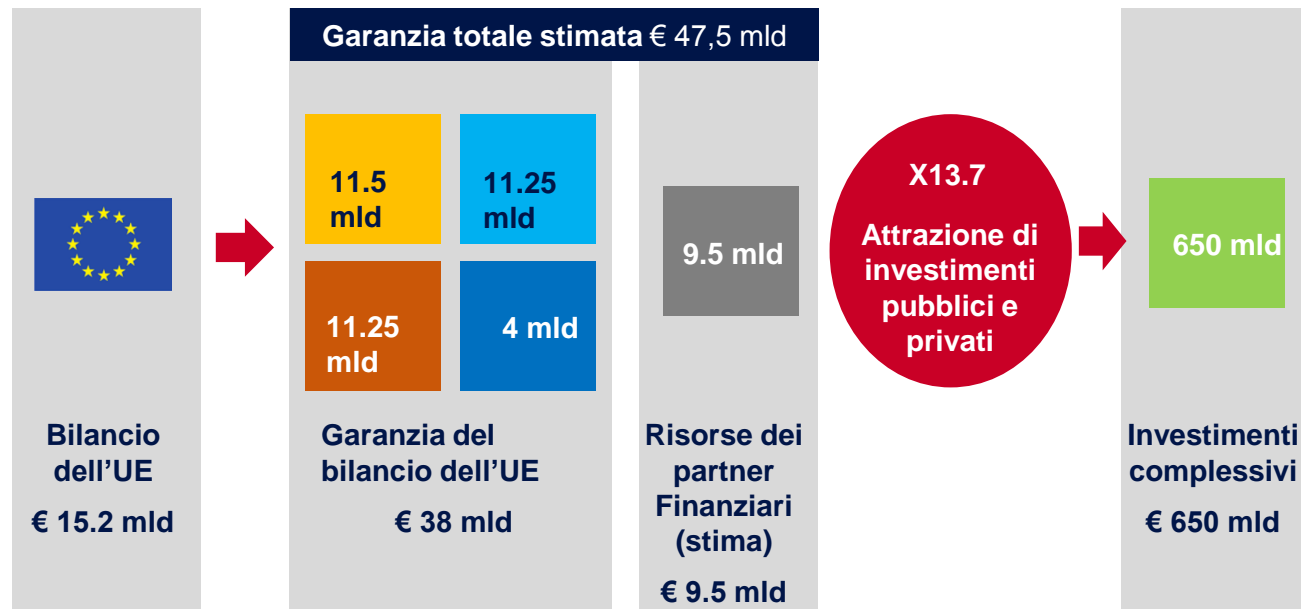 Garanzia totale stimata € 47,5 mld
11.5
mld
11.25
mld
11.25
mld
4 mld
9.5 mld
X13.7
Attrazione di
investimenti
pubblici e
privati
650 mld
Bilancio
dell’UE
€ 15.2 mld
Garanzia del
bilancio dell’UE
€ 38 mld
Risorse dei
partner
Finanziari
(stima)
€ 9.5 mld
Investimenti
complessivi
€ 650 mld